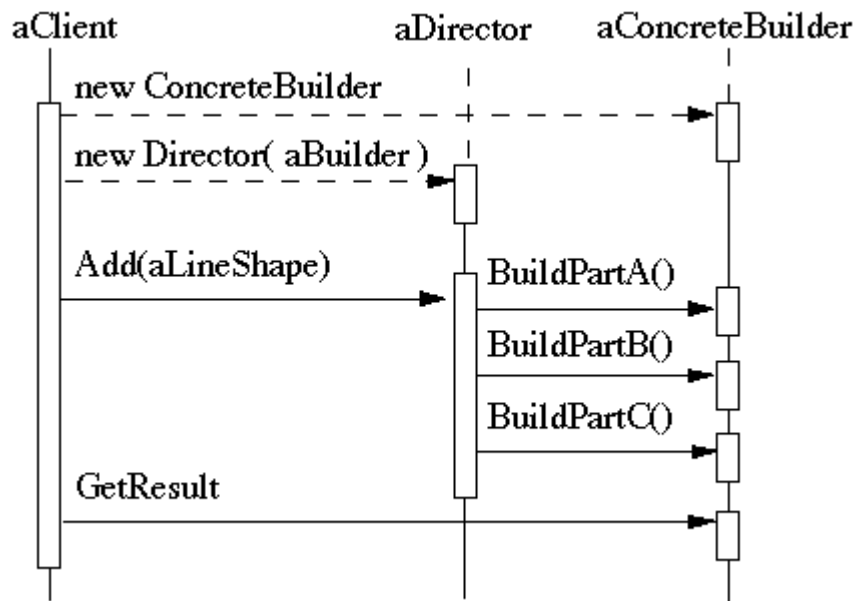 aClient
aDirector
aConcreteBuilder
new ConcreteBuilder
new Director( aBuilder )
Add(aLineShape)
BuildPartA()
BuildPartB()
BuildPartC()
GetResult